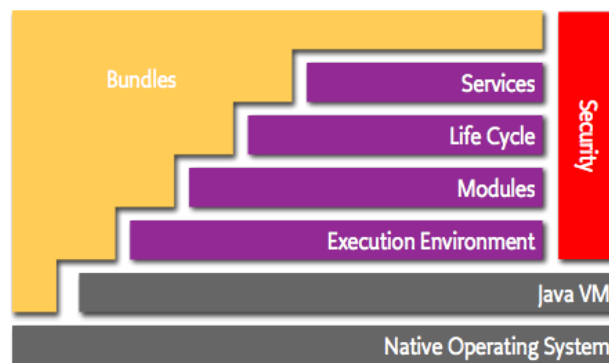 Bundles
Services
Life Cycle
Modules
Execution Environment
Security
Java VM
Native Operating System